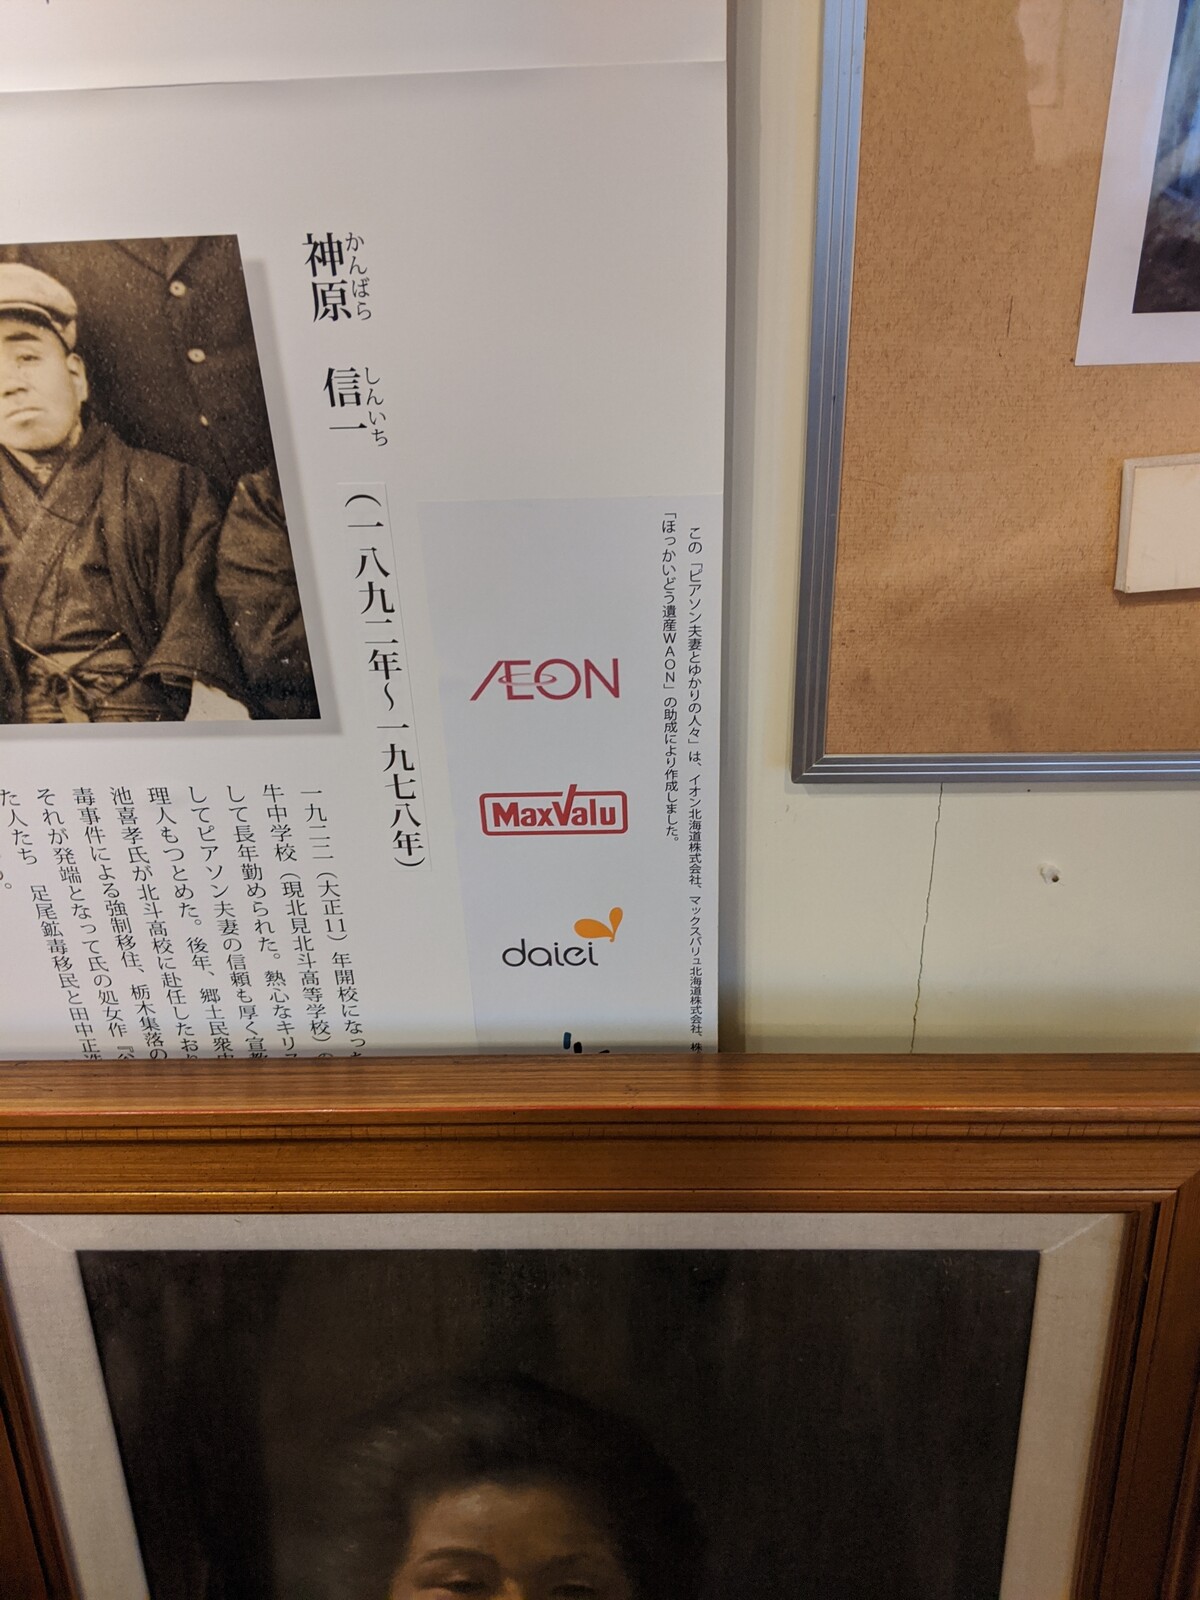 この「ピアソン夫妻とゆかりの人々」は、イオン北海道株式会社、マックスバリュ北海道株式会社、株
「ほっかいどう遺産WAON」の助成により作成しました。
ÆON
MaxValu
daiei
神原 信一 (一八九二年〜一九七八年)
かんばら しんいち
一九二二(大正11)年開校になっ
牛中学校(現北見北斗高等学校)の
して長年勤められた。熱心なキリス
してピアソン夫妻の信頼も厚く宣教
理人もつとめた。後年、郷土民衆史
池喜孝氏が北斗高校に赴任したおり
毒事件による強制移住、栃木集落の
それが発端となって氏の処女作『谷
た人たち 足尾鉱毒移民と田中正造
る。